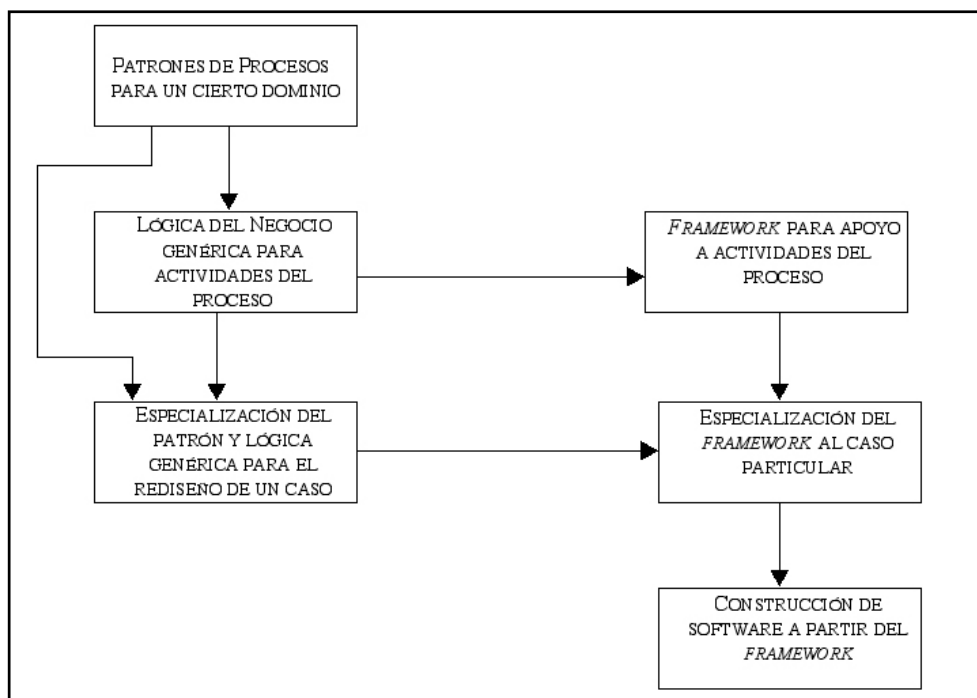 PATRONES DE PROCESOS
PARA UN CIERTO DOMINIO
LÓGICA DEL NEGOCIO
GENÉRICA PARA
ACTIVIDADES DEL
PROCESO
FRAMEWORK PARA APOYO
A ACTIVIDADES DEL
PROCESO
ESPECIALIZACIÓN DEL
PATRÓN Y LÓGICA
GENÉRICA PARA EL
REDISEÑO DE UN CASO
ESPECIALIZACIÓN DEL
FRAMEWORK AL CASO
PARTICULAR
CONSTRUCCIÓN DE
SOFTWARE A PARTIR DEL
FRAMEWORK